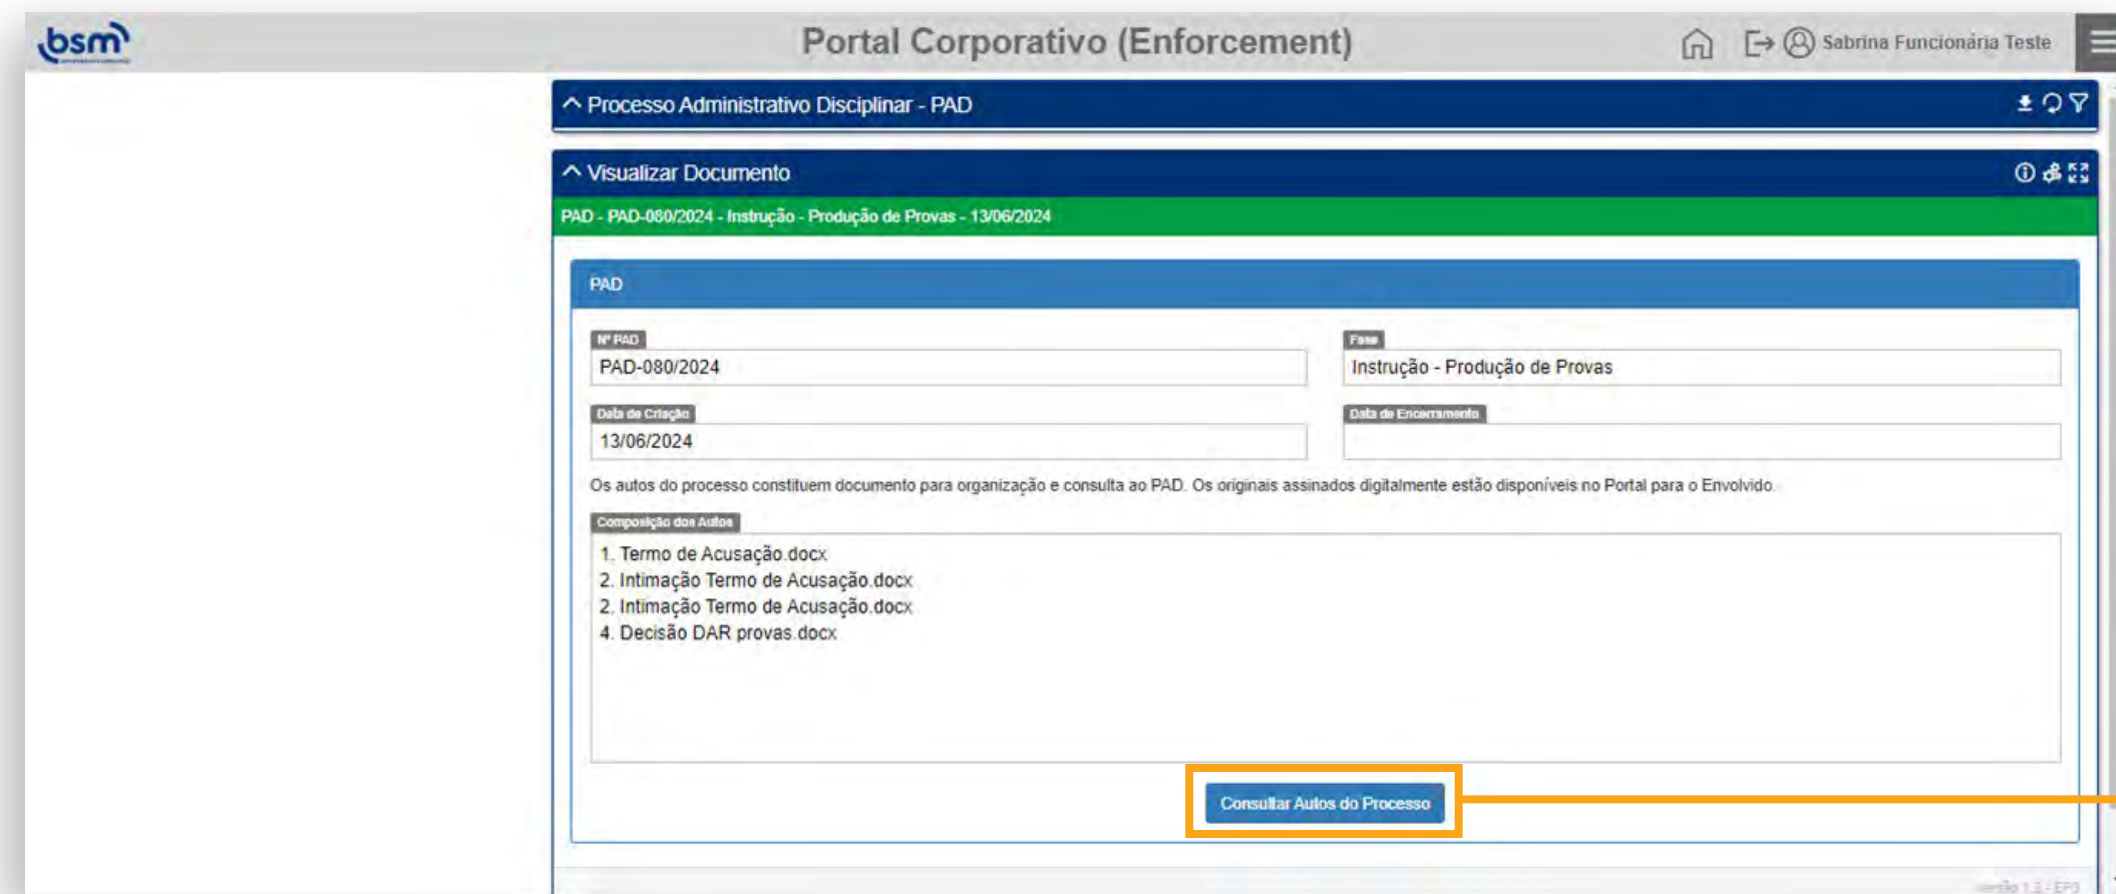 bsm
Portal Corporativo (Enforcement)
Sabrina Funcionária Teste
Processo Administrativo Disciplinar - PAD
Visualizar Documento
PAD - PAD-080/2024 - Instrução - Produção de Provas - 13/06/2024
PAD
Nº PAD
Fase
PAD-080/2024
Instrução - Produção de Provas
Data de Criação
Data de Encerramento
13/06/2024
Os autos do processo constituem documento para organização e consulta ao PAD. Os originais assinados digitalmente estão disponíveis no Portal para o Envolvido.
Composição dos Autos
1. Termo de Acusação.docx
2. Intimação Termo de Acusação.docx
2. Intimação Termo de Acusação.docx
4. Decisão DAR provas.docx
Consultar Autos do Processo